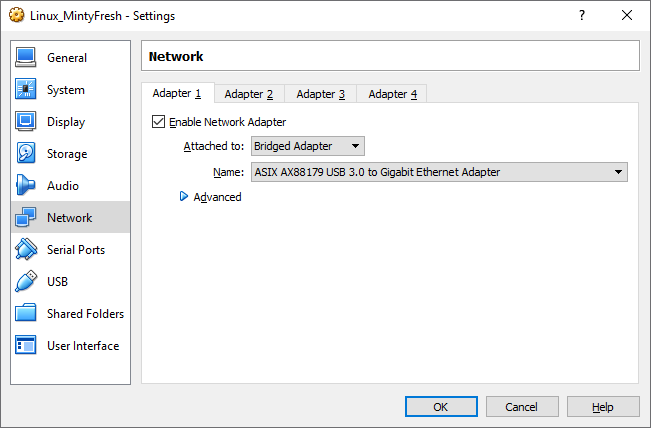 Linux_MintyFresh - Settings
?
General
System
Display
Storage
Audio
Network
Serial Ports
USB
Shared Folders
User Interface
Network
Adapter 1 Adapter 2 Adapter 3 Adapter 4
Enable Network Adapter
Attached to: Bridged Adapter
Name: ASIX AX88179 USB 3.0 to Gigabit Ethernet Adapter
Advanced
OK Cancel Help